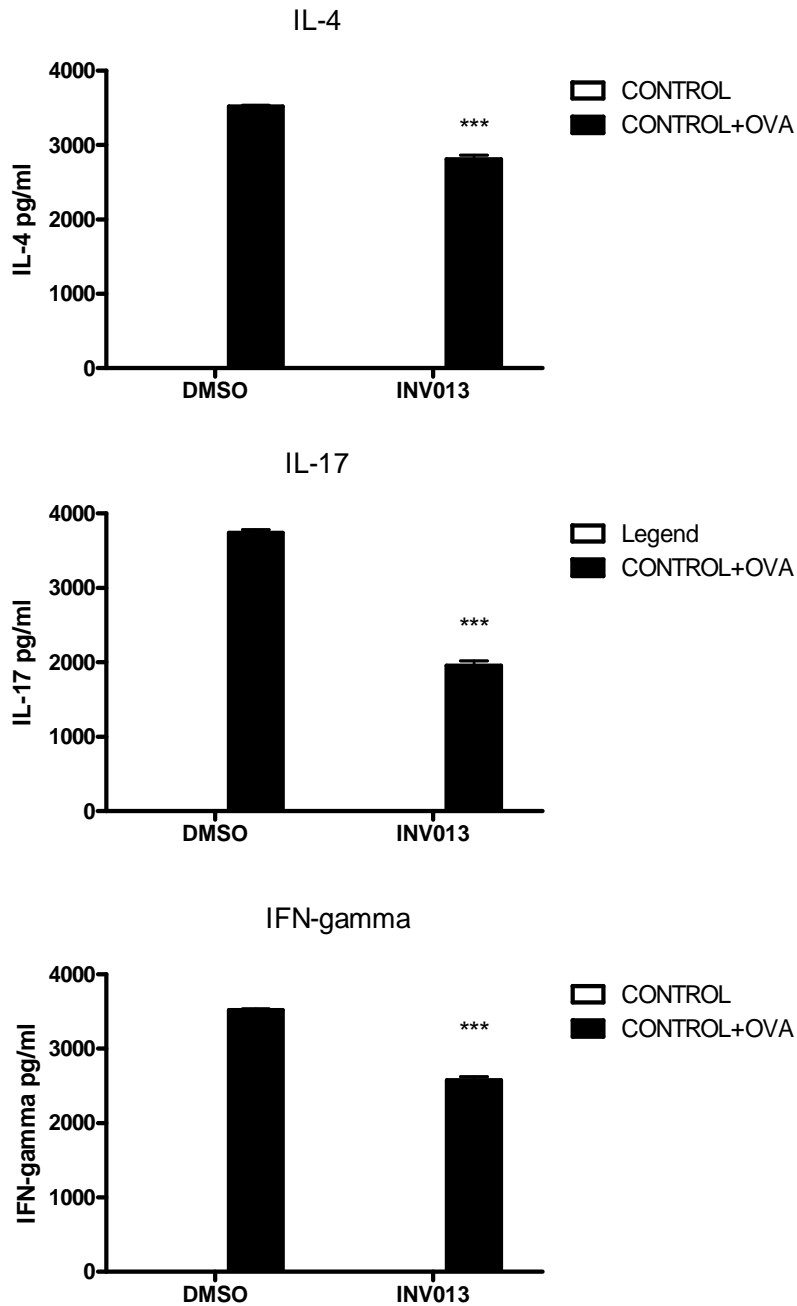 IL-4
4000
3000
2000
1000
0
IL-4 pg/ml
***
DMSO INV013
CONTROL
CONTROL+OVA
IL-17
4000
3000
2000
1000
0
IL-17 pg/ml
***
DMSO INV013
Legend
CONTROL+OVA
IFN-gamma
4000
3000
2000
1000
0
IFN-gamma pg/ml
***
DMSO INV013
CONTROL
CONTROL+OVA